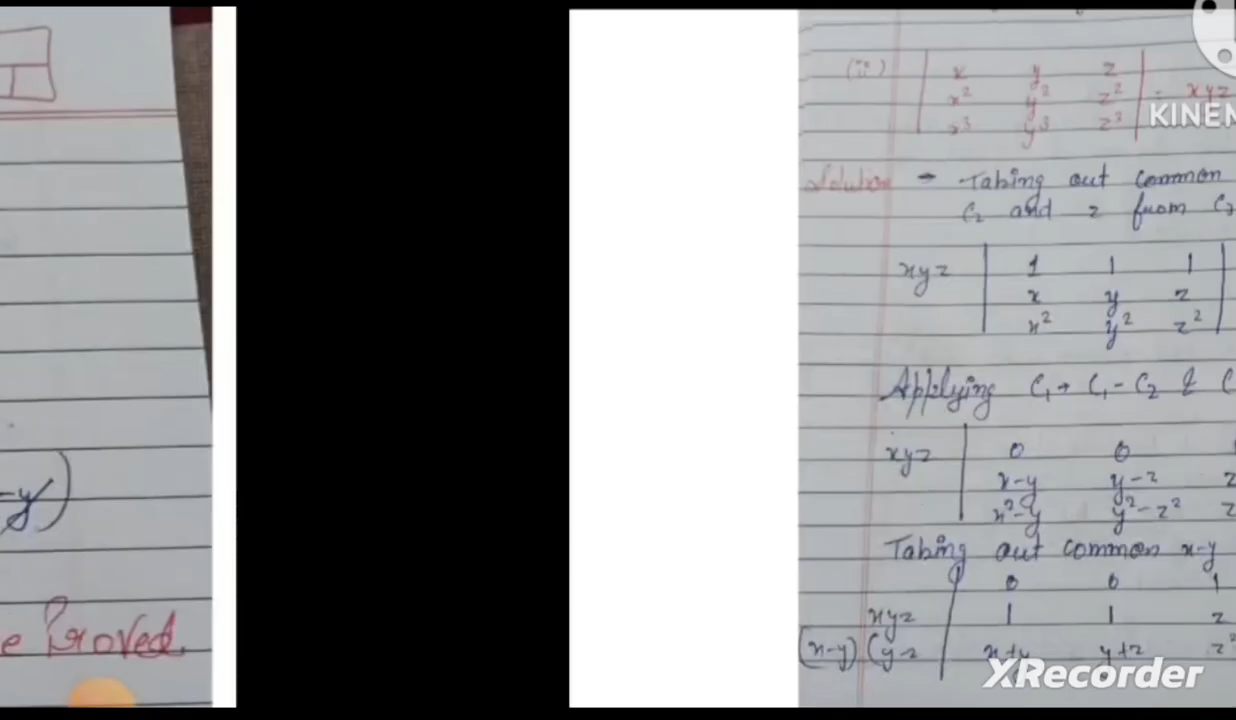 -y)
e Proved.
(ii) | x y z |
| x² y² z² | = xyz
| x³ y³ z³ |
KINEM
Solution - Taking out common
C₂ and z from C₃
xyz | 1 1 1 |
| x y z |
| x² y² z² |
Applying C₁→ C₁- C₂ & C
xyz | 0 0 1
| x-y y-z z
| x²-y y²-z² z
Taking out common x-y
| 0 0 1
xyz | 1 1 z
(x-y) (y-z | x+y y+z z²
XRecorder